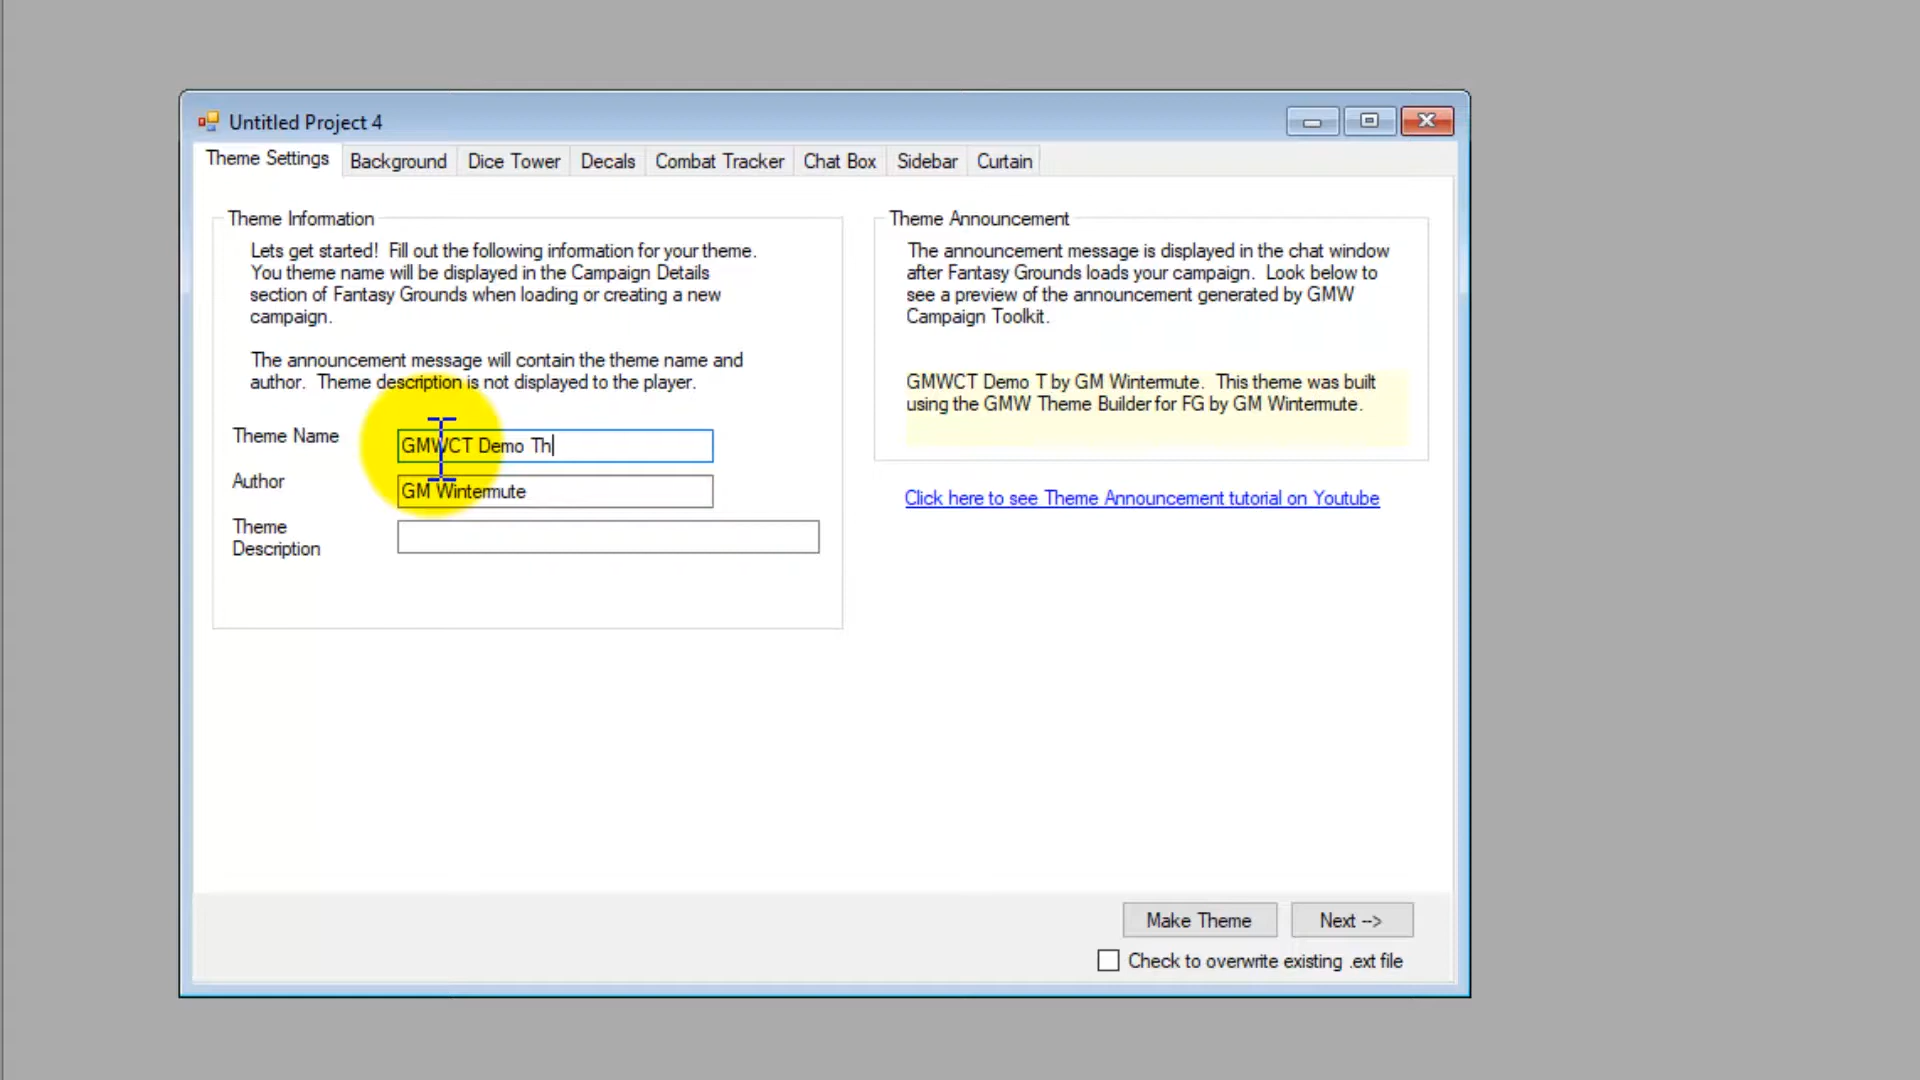 Untitled Project 4
Theme Settings Background Dice Tower Decals Combat Tracker Chat Box Sidebar Curtain
Theme Information
Lets get started! Fill out the following information for your theme.
You theme name will be displayed in the Campaign Details
section of Fantasy Grounds when loading or creating a new
campaign.
The announcement message will contain the theme name and
author. Theme description is not displayed to the player.
Theme Name
GMWCT Demo Th
Author
GM Wintermute
Theme
Description
Theme Announcement
The announcement message is displayed in the chat window
after Fantasy Grounds loads your campaign. Look below to
see a preview of the announcement generated by GMW
Campaign Toolkit.
GMWCT Demo T by GM Wintermute. This theme was built
using the GMW Theme Builder for FG by GM Wintermute.
Click here to see Theme Announcement tutorial on Youtube
Make Theme
Next -->
Check to overwrite existing .ext file